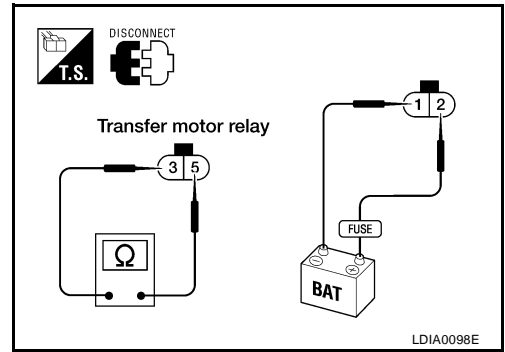 DISCONNECT
T.S.
Transfer motor relay
3 5
Ω
1 2
FUSE
BAT
LDIA0098E